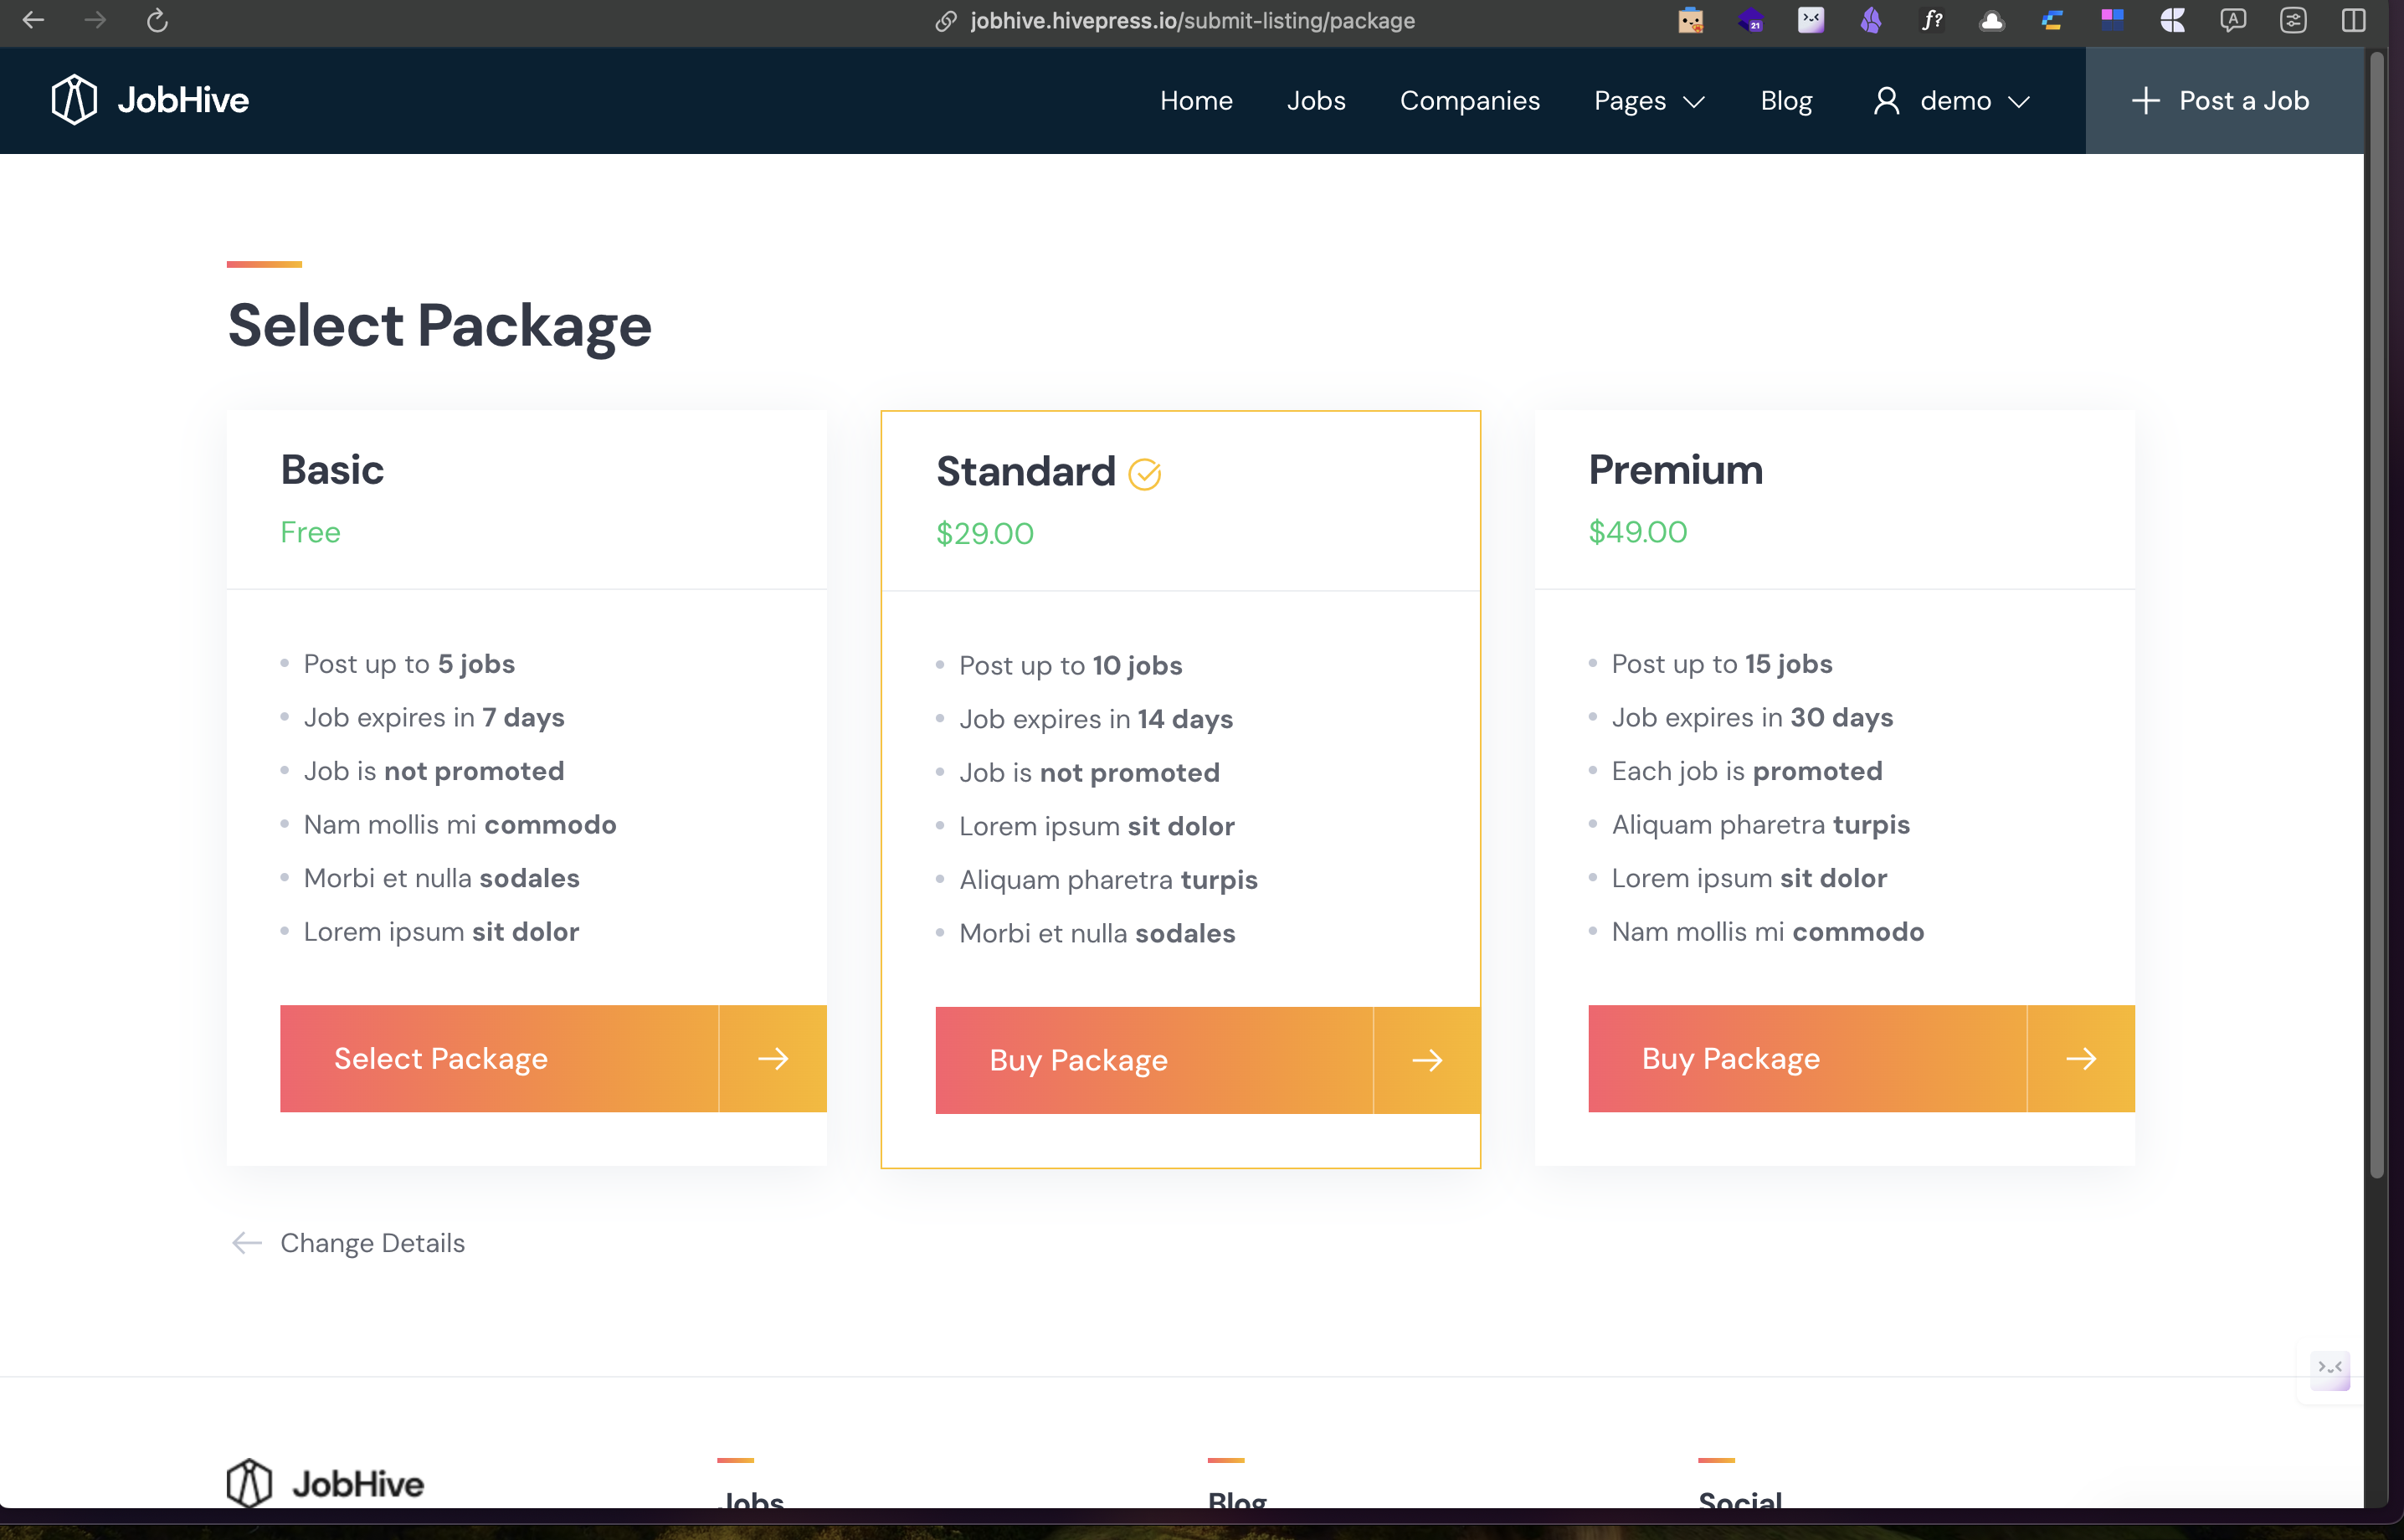 jobhive.hivepress.io/submit-listing/package
21
f?
A
JobHive
Home
Jobs
Companies
Pages
Blog
demo
Post a Job
Select Package
Basic
Free
Post up to 5 jobs
Job expires in 7 days
Job is not promoted
Nam mollis mi commodo
Morbi et nulla sodales
Lorem ipsum sit dolor
Select Package
Standard
$29.00
Post up to 10 jobs
Job expires in 14 days
Job is not promoted
Lorem ipsum sit dolor
Aliquam pharetra turpis
Morbi et nulla sodales
Buy Package
Premium
$49.00
Post up to 15 jobs
Job expires in 30 days
Each job is promoted
Aliquam pharetra turpis
Lorem ipsum sit dolor
Nam mollis mi commodo
Buy Package
Change Details
JobHive
Jobs
Blog
Social